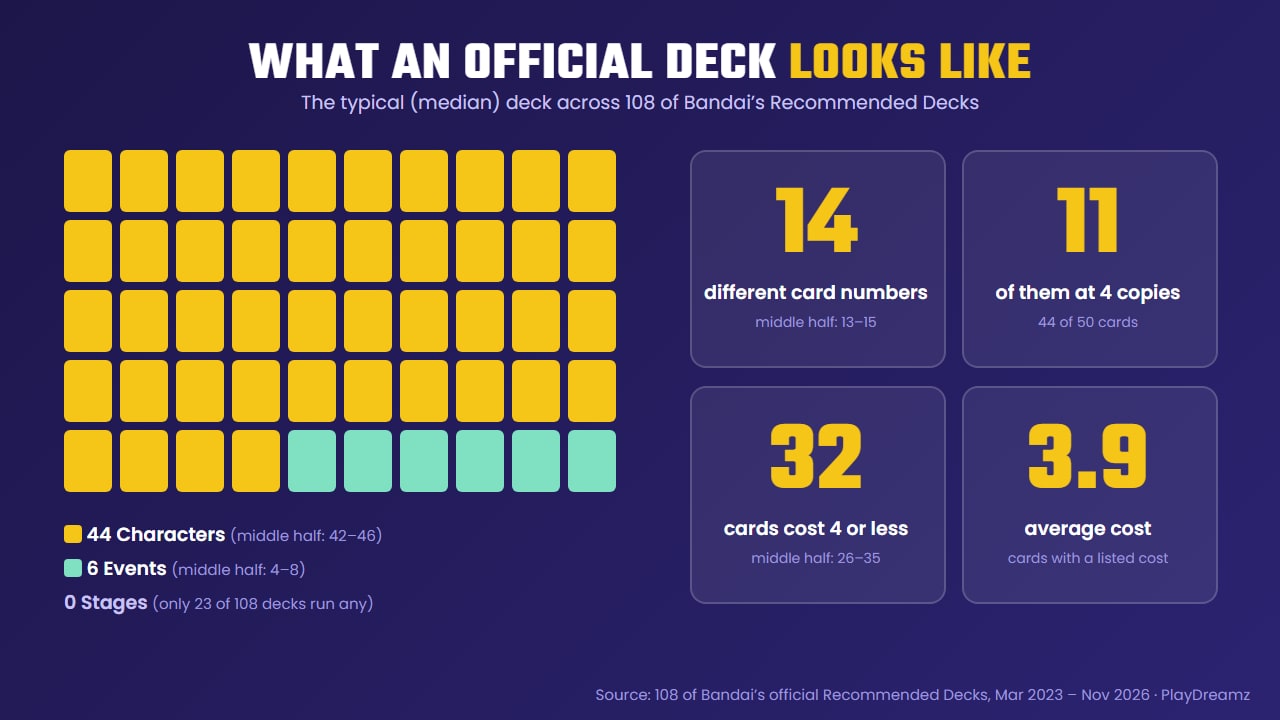 WHAT AN OFFICIAL DECK LOOKS LIKE
The typical (median) deck across 108 of Bandai’s Recommended Decks
44 Characters (middle half: 42–46)
6 Events (middle half: 4–8)
0 Stages (only 23 of 108 decks run any)
14
different card numbers
middle half: 13–15
11
of them at 4 copies
44 of 50 cards
32
cards cost 4 or less
middle half: 26–35
3.9
average cost
cards with a listed cost
Source: 108 of Bandai’s official Recommended Decks, Mar 2023 – Nov 2026 · PlayDreamz